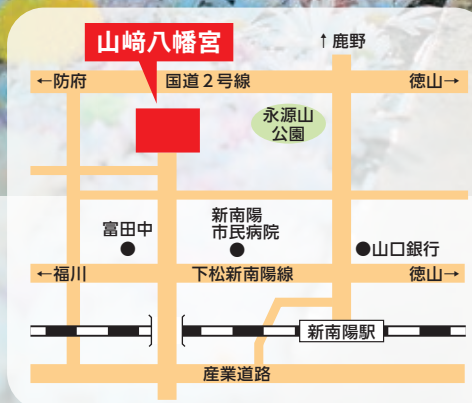 山﨑八幡宮
↑鹿野
←防府
国道2号線
徳山→
永源山
公園
富田中
新南陽
市民病院
山口銀行
←福川
下松新南陽線
徳山→
新南陽駅
産業道路